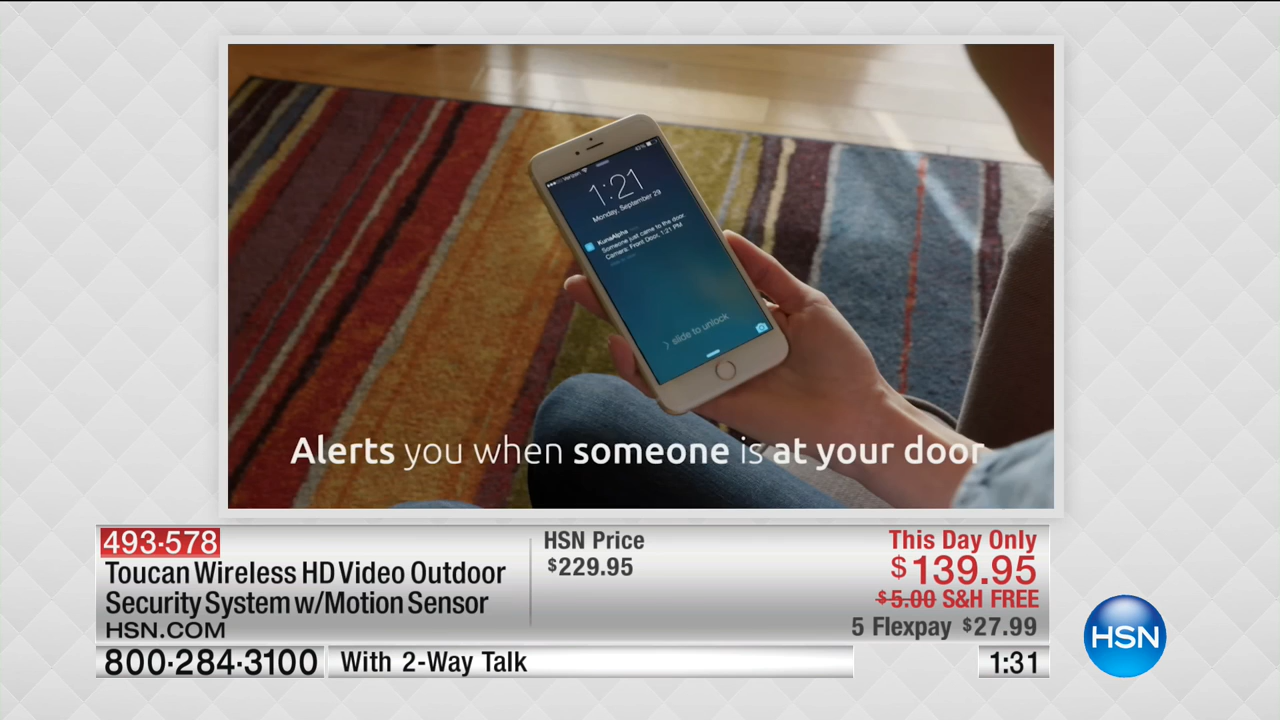 Verizon
42%
1:21
Monday, September 29
KunaAlpha
Someone just came to the door.
Camera: Front Door, 1:21 PM
slide to unlock
Alerts you when someone is at your door
493-578
Toucan Wireless HD Video Outdoor
Security System w/Motion Sensor
HSN.COM
HSN Price
$229.95
This Day Only
$139.95
$5.00 S&H FREE
5 Flexpay $27.99
HSN
800·284·3100
With 2-Way Talk
1:31